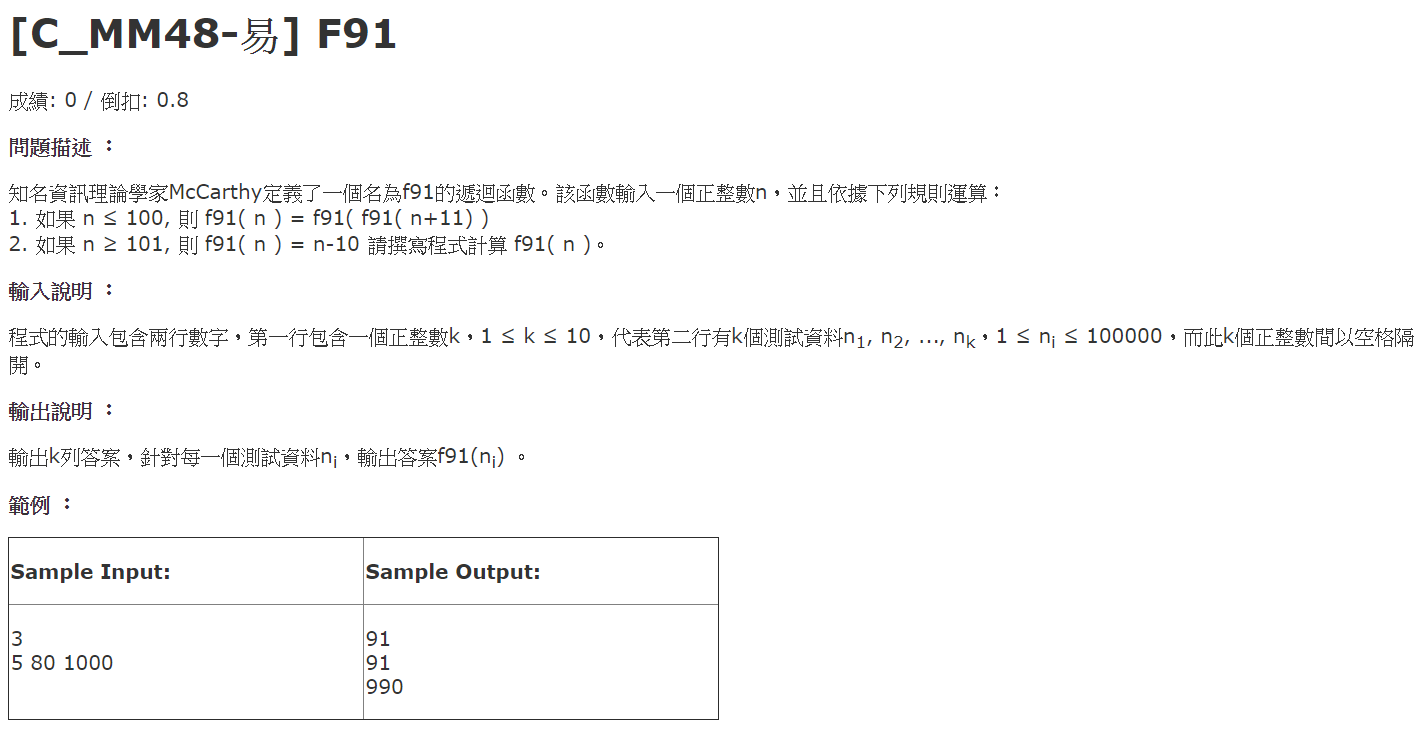 [C_MM48-易] F91
成績: 0 / 倒扣: 0.8
問題描述 ：
知名資訊理論學家McCarthy定義了一個名為f91的遞迴函數。該函數輸入一個正整數n，並且依據下列規則運算：
1. 如果 n ≤ 100, 則 f91( n ) = f91( f91( n+11) )
2. 如果 n ≥ 101, 則 f91( n ) = n-10 請撰寫程式計算 f91( n )。
輸入說明 ：
程式的輸入包含兩行數字，第一行包含一個正整數k，1 ≤ k ≤ 10，代表第二行有k個測試資料n1, n2, ..., nk，1 ≤ ni ≤ 100000，而此k個正整數間以空格隔
開。
輸出說明 ：
輸出k列答案，針對每一個測試資料ni，輸出答案f91(ni) 。
範例 ：
Sample Input:
Sample Output:
3
5 80 1000
91
91
990